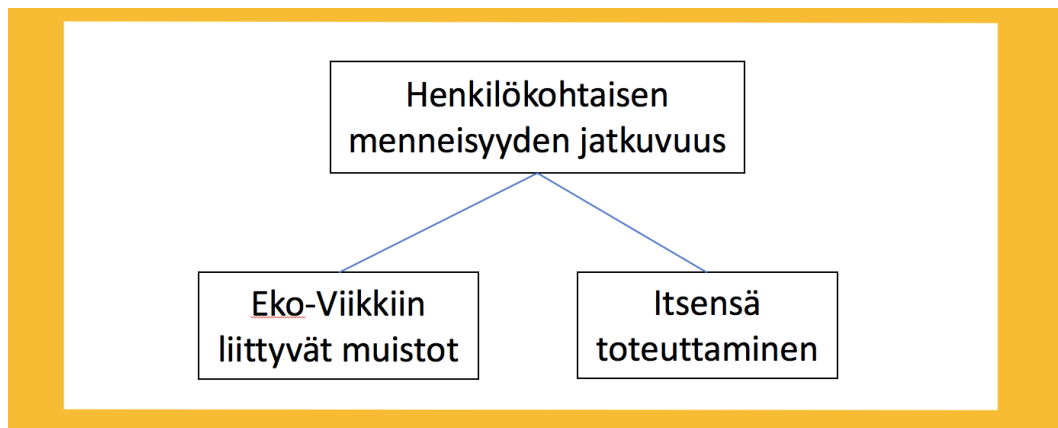 Henkilökohtaisen
menneisyyden jatkuvuus
Eko-Viikkiin
liittyvät muistot
Itsensä
toteuttaminen